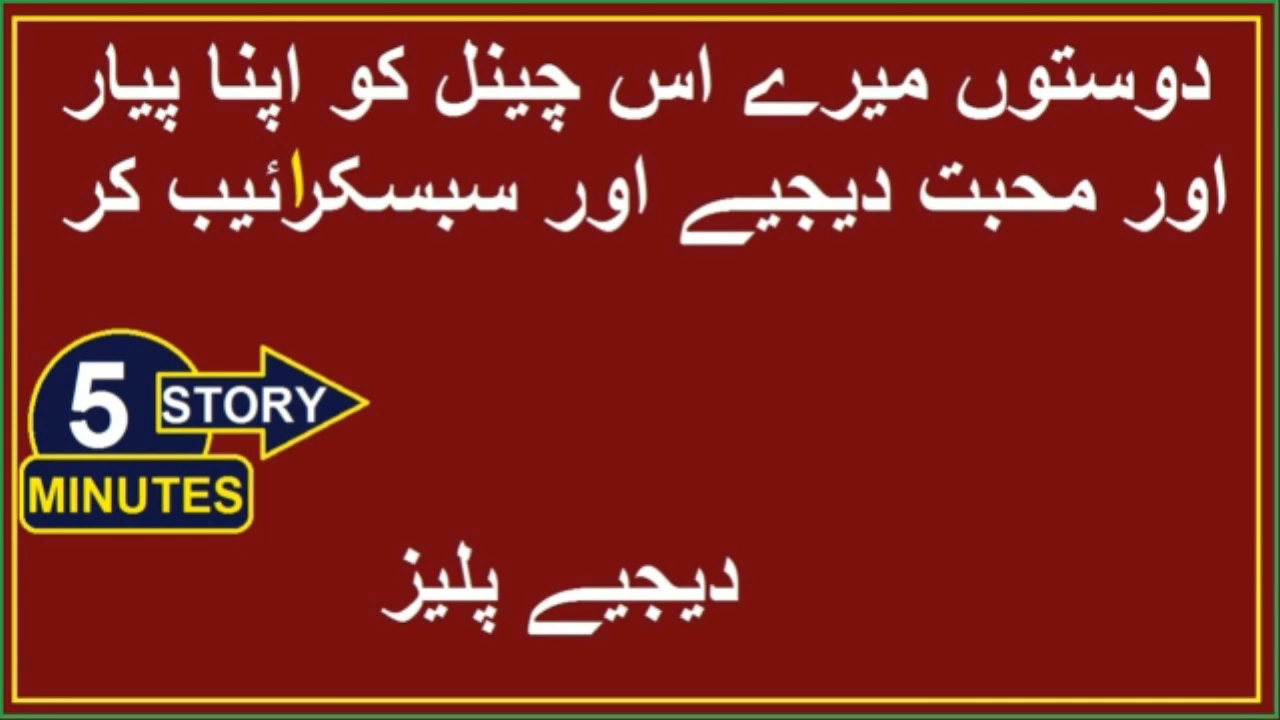 دوستوں میرے اس چینل کو اپنا پیار
اور محبت دیجیے اور سبسکرائیب کر
5 STORY
MINUTES
دیجیے پلیز